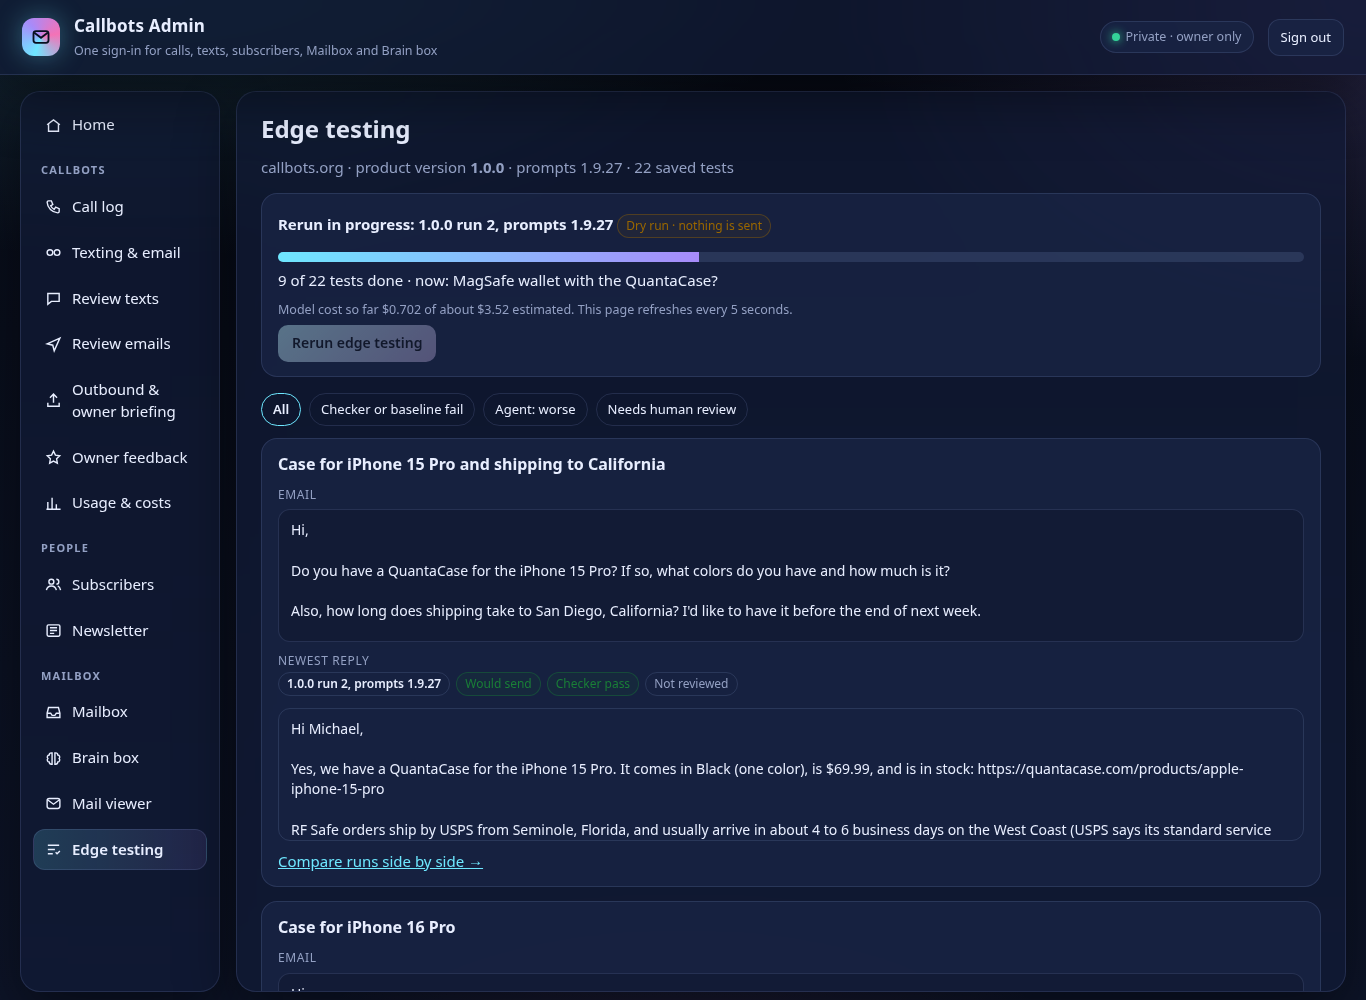 Callbots Admin
One sign-in for calls, texts, subscribers, Mailbox and Brain box
Private · owner only
Sign out
Home
CALLBOTS
Call log
Texting & email
Review texts
Review emails
Outbound &
owner briefing
Owner feedback
Usage & costs
PEOPLE
Subscribers
Newsletter
MAILBOX
Mailbox
Brain box
Mail viewer
Edge testing
Edge testing
callbots.org · product version 1.0.0 · prompts 1.9.27 · 22 saved tests
Rerun in progress: 1.0.0 run 2, prompts 1.9.27
Dry run · nothing is sent
9 of 22 tests done · now: MagSafe wallet with the QuantaCase?
Model cost so far $0.702 of about $3.52 estimated. This page refreshes every 5 seconds.
Rerun edge testing
All
Checker or baseline fail
Agent: worse
Needs human review
Case for iPhone 15 Pro and shipping to California
EMAIL
Hi,
Do you have a QuantaCase for the iPhone 15 Pro? If so, what colors do you have and how much is it?
Also, how long does shipping take to San Diego, California? I'd like to have it before the end of next week.
NEWEST REPLY
1.0.0 run 2, prompts 1.9.27
Would send
Checker pass
Not reviewed
Hi Michael,
Yes, we have a QuantaCase for the iPhone 15 Pro. It comes in Black (one color), is $69.99, and is in stock: https://quantacase.com/products/apple-
iphone-15-pro
RF Safe orders ship by USPS from Seminole, Florida, and usually arrive in about 4 to 6 business days on the West Coast (USPS says its standard service
Compare runs side by side →
Case for iPhone 16 Pro
EMAIL
Hi